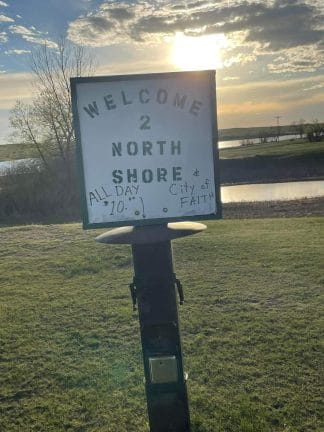 WELCOME
2
NORTH
SHORE &
ALL DAY City of
"10." FAITH